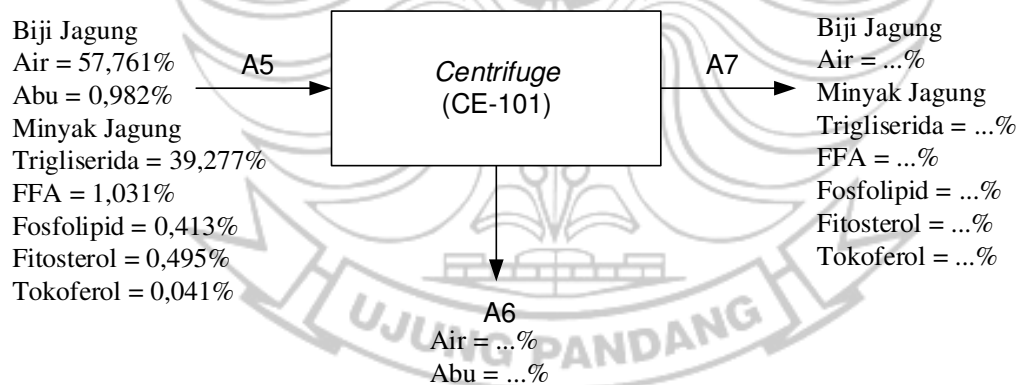 Biji Jagung
Air = 57,761%
Abu = 0,982%
Minyak Jagung
Trigliserida = 39,277%
FFA = 1,031%
Fosfolipid = 0,413%
Fitosterol = 0,495%
Tokoferol = 0,041%
A5
Centrifuge
(CE-101)
A7
Biji Jagung
Air = ...%
Minyak Jagung
Trigliserida = ...%
FFA = ...%
Fosfolipid = ...%
Fitosterol = ...%
Tokoferol = ...%
A6
Air = ...%
Abu = ...%
UJUNG PANDANG